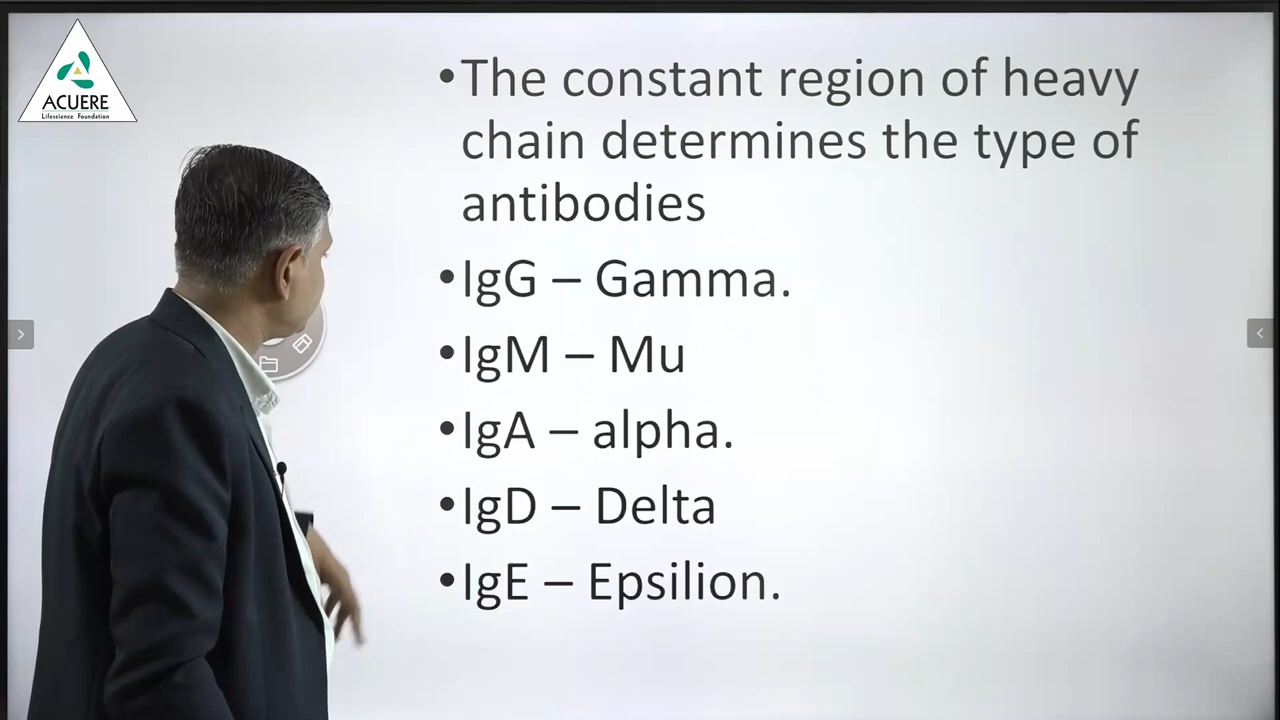 ACUERE
Lifescience Foundation
•The constant region of heavy
chain determines the type of
antibodies
•IgG – Gamma.
•IgM – Mu
•IgA – alpha.
•IgD – Delta
•IgE – Epsilion.